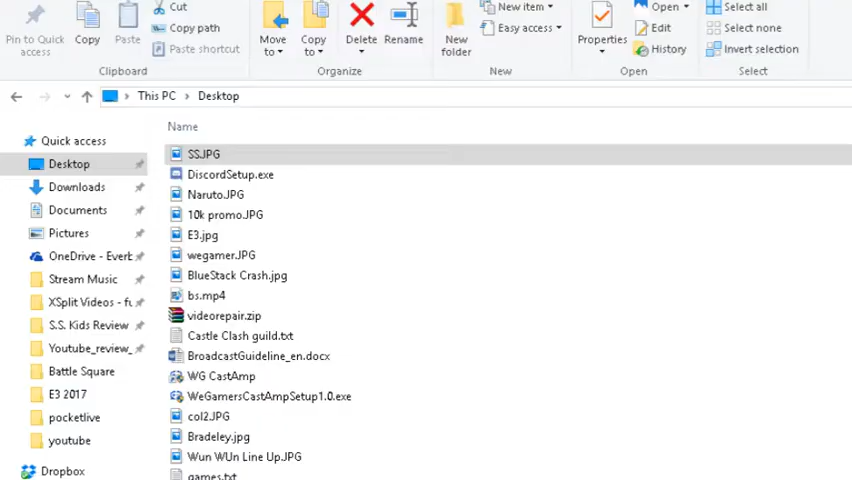 Cut
Copy path
Paste shortcut
Pin to Quick
access
Copy
Paste
Clipboard
Move
to
Copy
to
Delete
Rename
Organize
New
folder
New item
Easy access
New
Properties
Open
Edit
History
Open
Select all
Select none
Invert selection
Select
This PC > Desktop
Name
Quick access
Desktop
Downloads
Documents
Pictures
Stream Music
XSplit Videos - fu
S.S. Kids Review
Youtube_review_
Battle Square
E3 2017
pocketlive
youtube
Dropbox
SS.JPG
DiscordSetup.exe
Naruto.JPG
10k promo.JPG
E3.jpg
wegamer.JPG
BlueStack Crash.jpg
bs.mp4
videorepair.zip
Castle Clash guild.txt
BroadcastGuideline_en.docx
WG CastAmp
WeGamersCastAmpSetup1.0.exe
col2.JPG
Bradeley.jpg
Wun WUn Line Up.JPG
games.txt